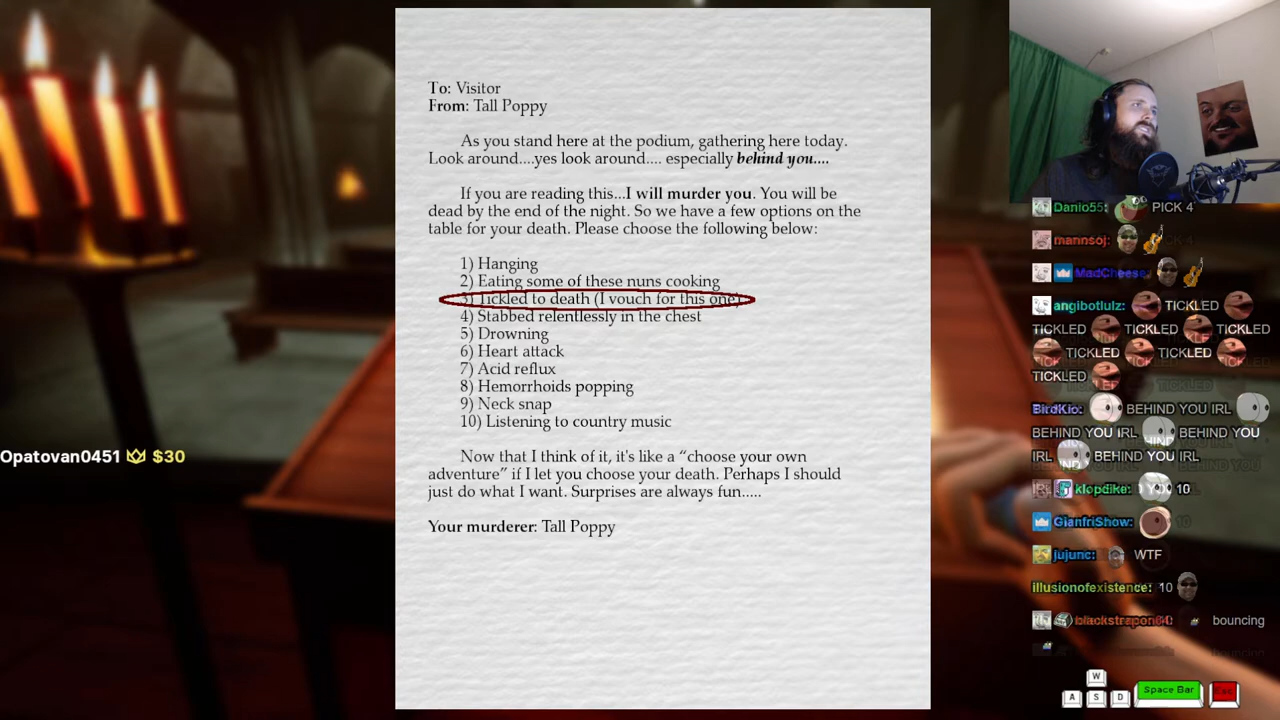 To: Visitor
From: Tall Poppy
As you stand here at the podium, gathering here today.
Look around....yes look around.... especially behind you....
If you are reading this...I will murder you. You will be
dead by the end of the night. So we have a few options on the
table for your death. Please choose the following below:
1) Hanging
2) Eating some of these nuns cooking
3) Tickled to death (I vouch for this one)
4) Stabbed relentlessly in the chest
5) Drowning
6) Heart attack
7) Acid reflux
8) Hemorrhoids popping
9) Neck snap
10) Listening to country music
Now that I think of it, it's like a “choose your own
adventure” if I let you choose your death. Perhaps I should
just do what I want. Surprises are always fun.....
Your murderer: Tall Poppy
Opatovan0451 $30
Danio55: PICK 4
mannsoj:
MadCheese:
angibotlulz: TICKLED
TICKLED TICKLED TICKLED
TICKLED TICKLED TICKLED
TICKLED
BirdKio: BEHIND YOU IRL
BEHIND YOU IRL BEHIND YOU
IRL BEHIND YOU IRL
klopdike: 10
GianfriShow:
jujunc: WTF
illusionofexistence: 10
bouncing
W
A S D Space Bar Esc